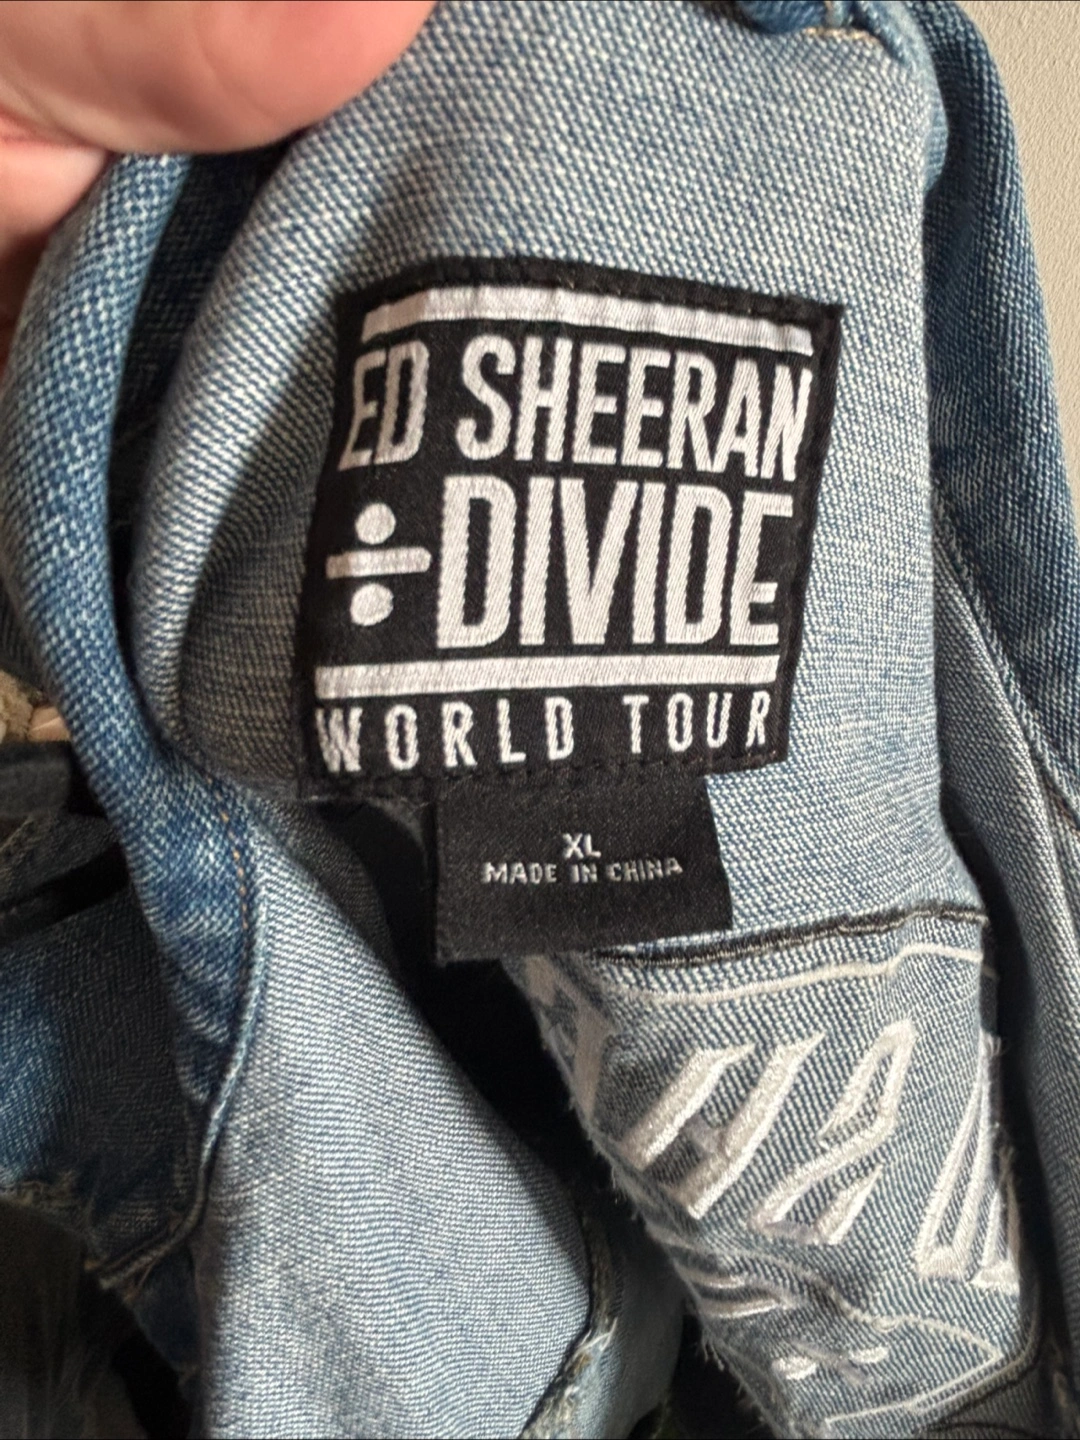 ED SHEERAN
÷ DIVIDE
WORLD TOUR
XL
MADE IN CHINA